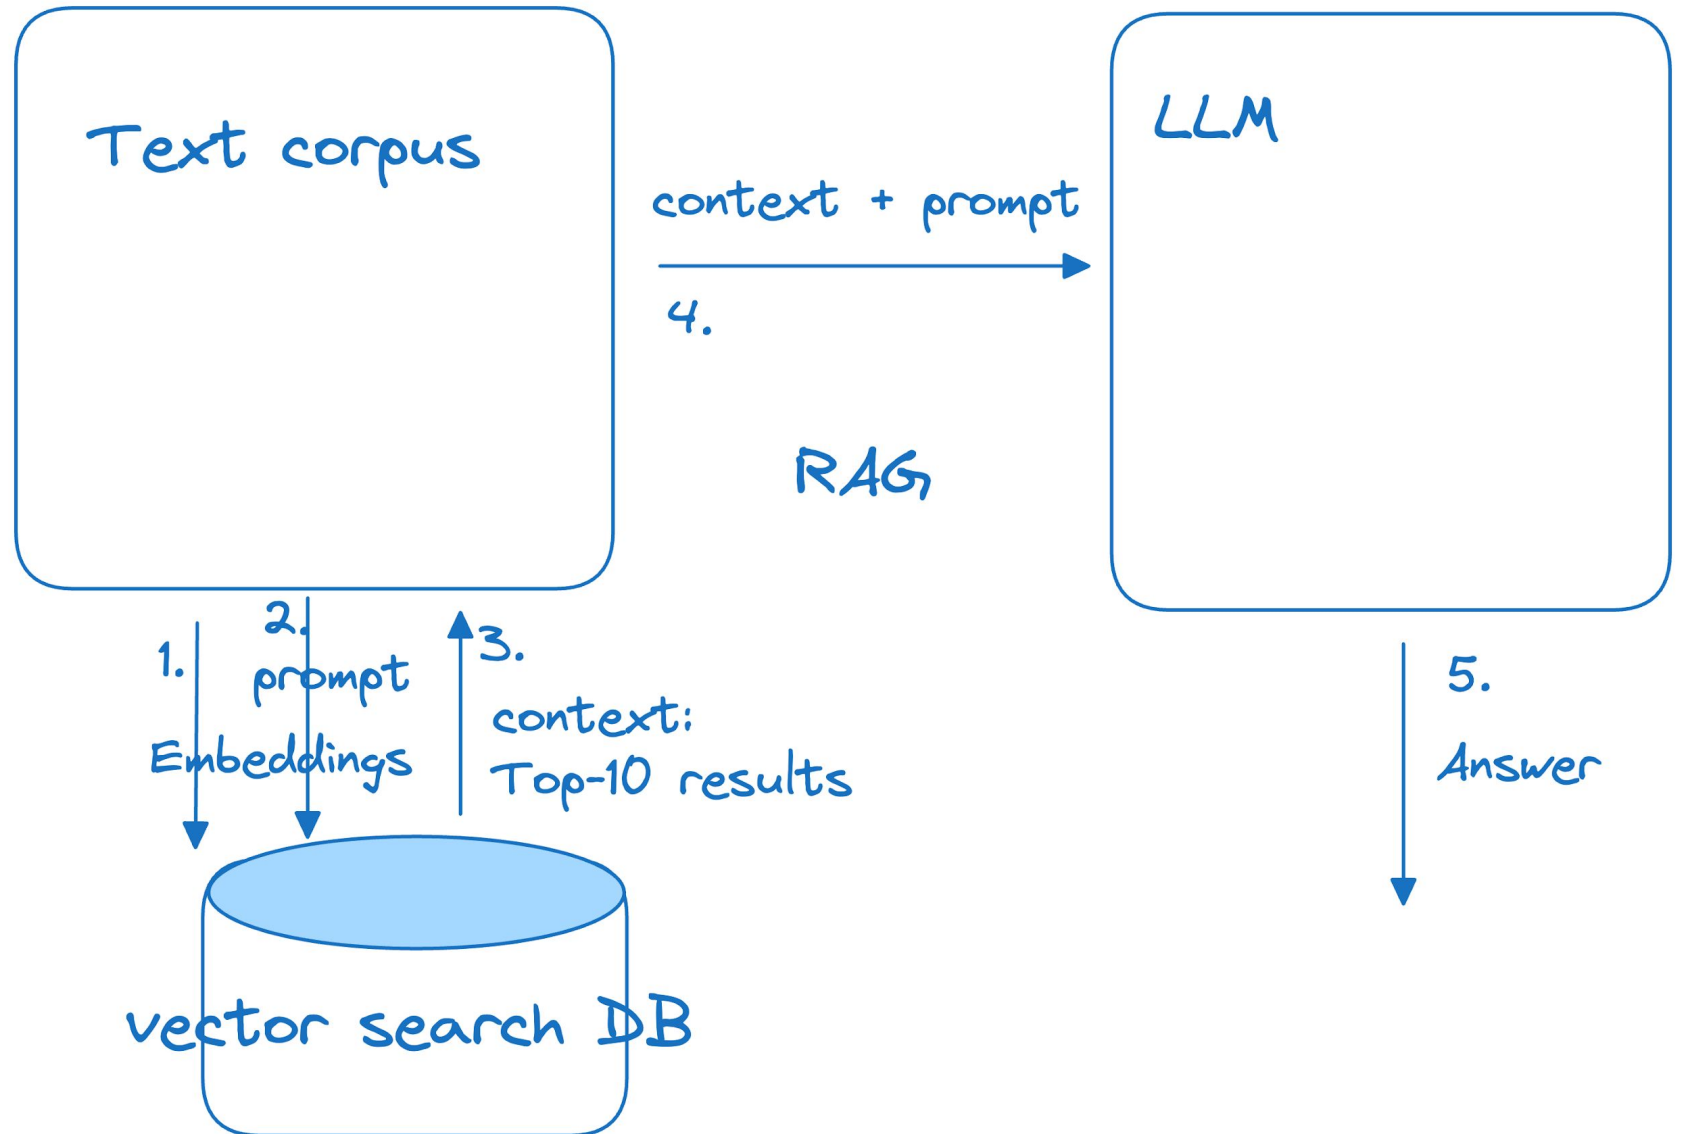 Text corpus
LLM
context + prompt
4.
RAG
1.
2.
prompt
Embeddings
3.
context:
Top-10 results
5.
Answer
vector search DB